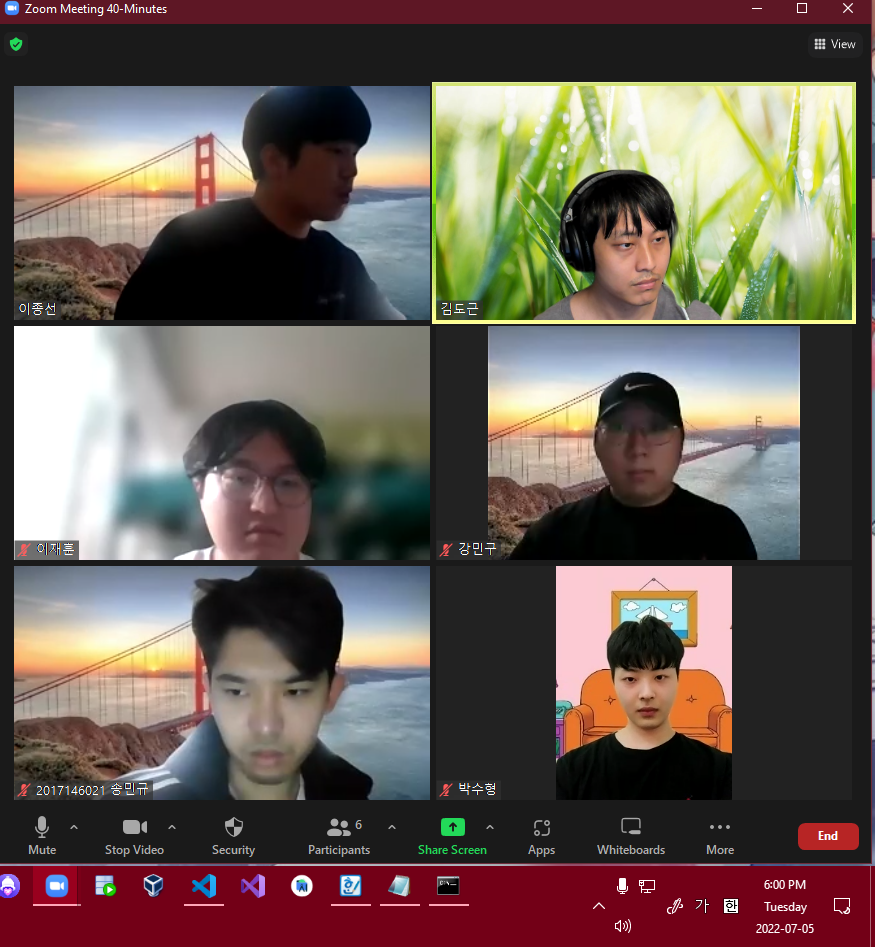 Zoom Meeting 40-Minutes
View
이종선
김도근
이재훈
강민구
2017146021 송민규
박수형
Mute
Stop Video
Security
6
Participants
Share Screen
Apps
Whiteboards
More
End
6:00 PM
가
한
Tuesday
2022-07-05